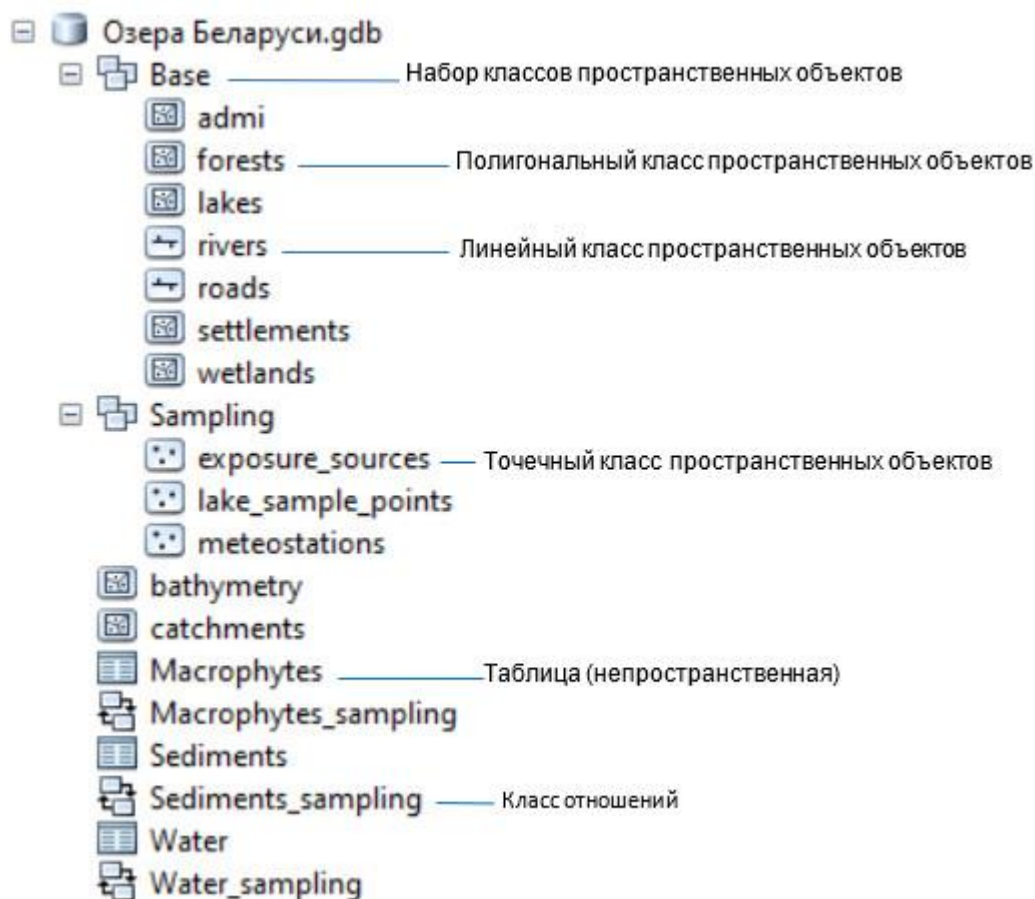 Озера Беларуси.gdb
Base Набор классов пространственных объектов
admi
forests Полигональный класс пространственных объектов
lakes
rivers Линейный класс пространственных объектов
roads
settlements
wetlands
Sampling
exposure_sources Точечный класс пространственных объектов
lake_sample_points
meteostations
bathymetry
catchments
Macrophytes Таблица (непространственная)
Macrophytes_sampling
Sediments
Sediments_sampling Класс отношений
Water
Water_sampling